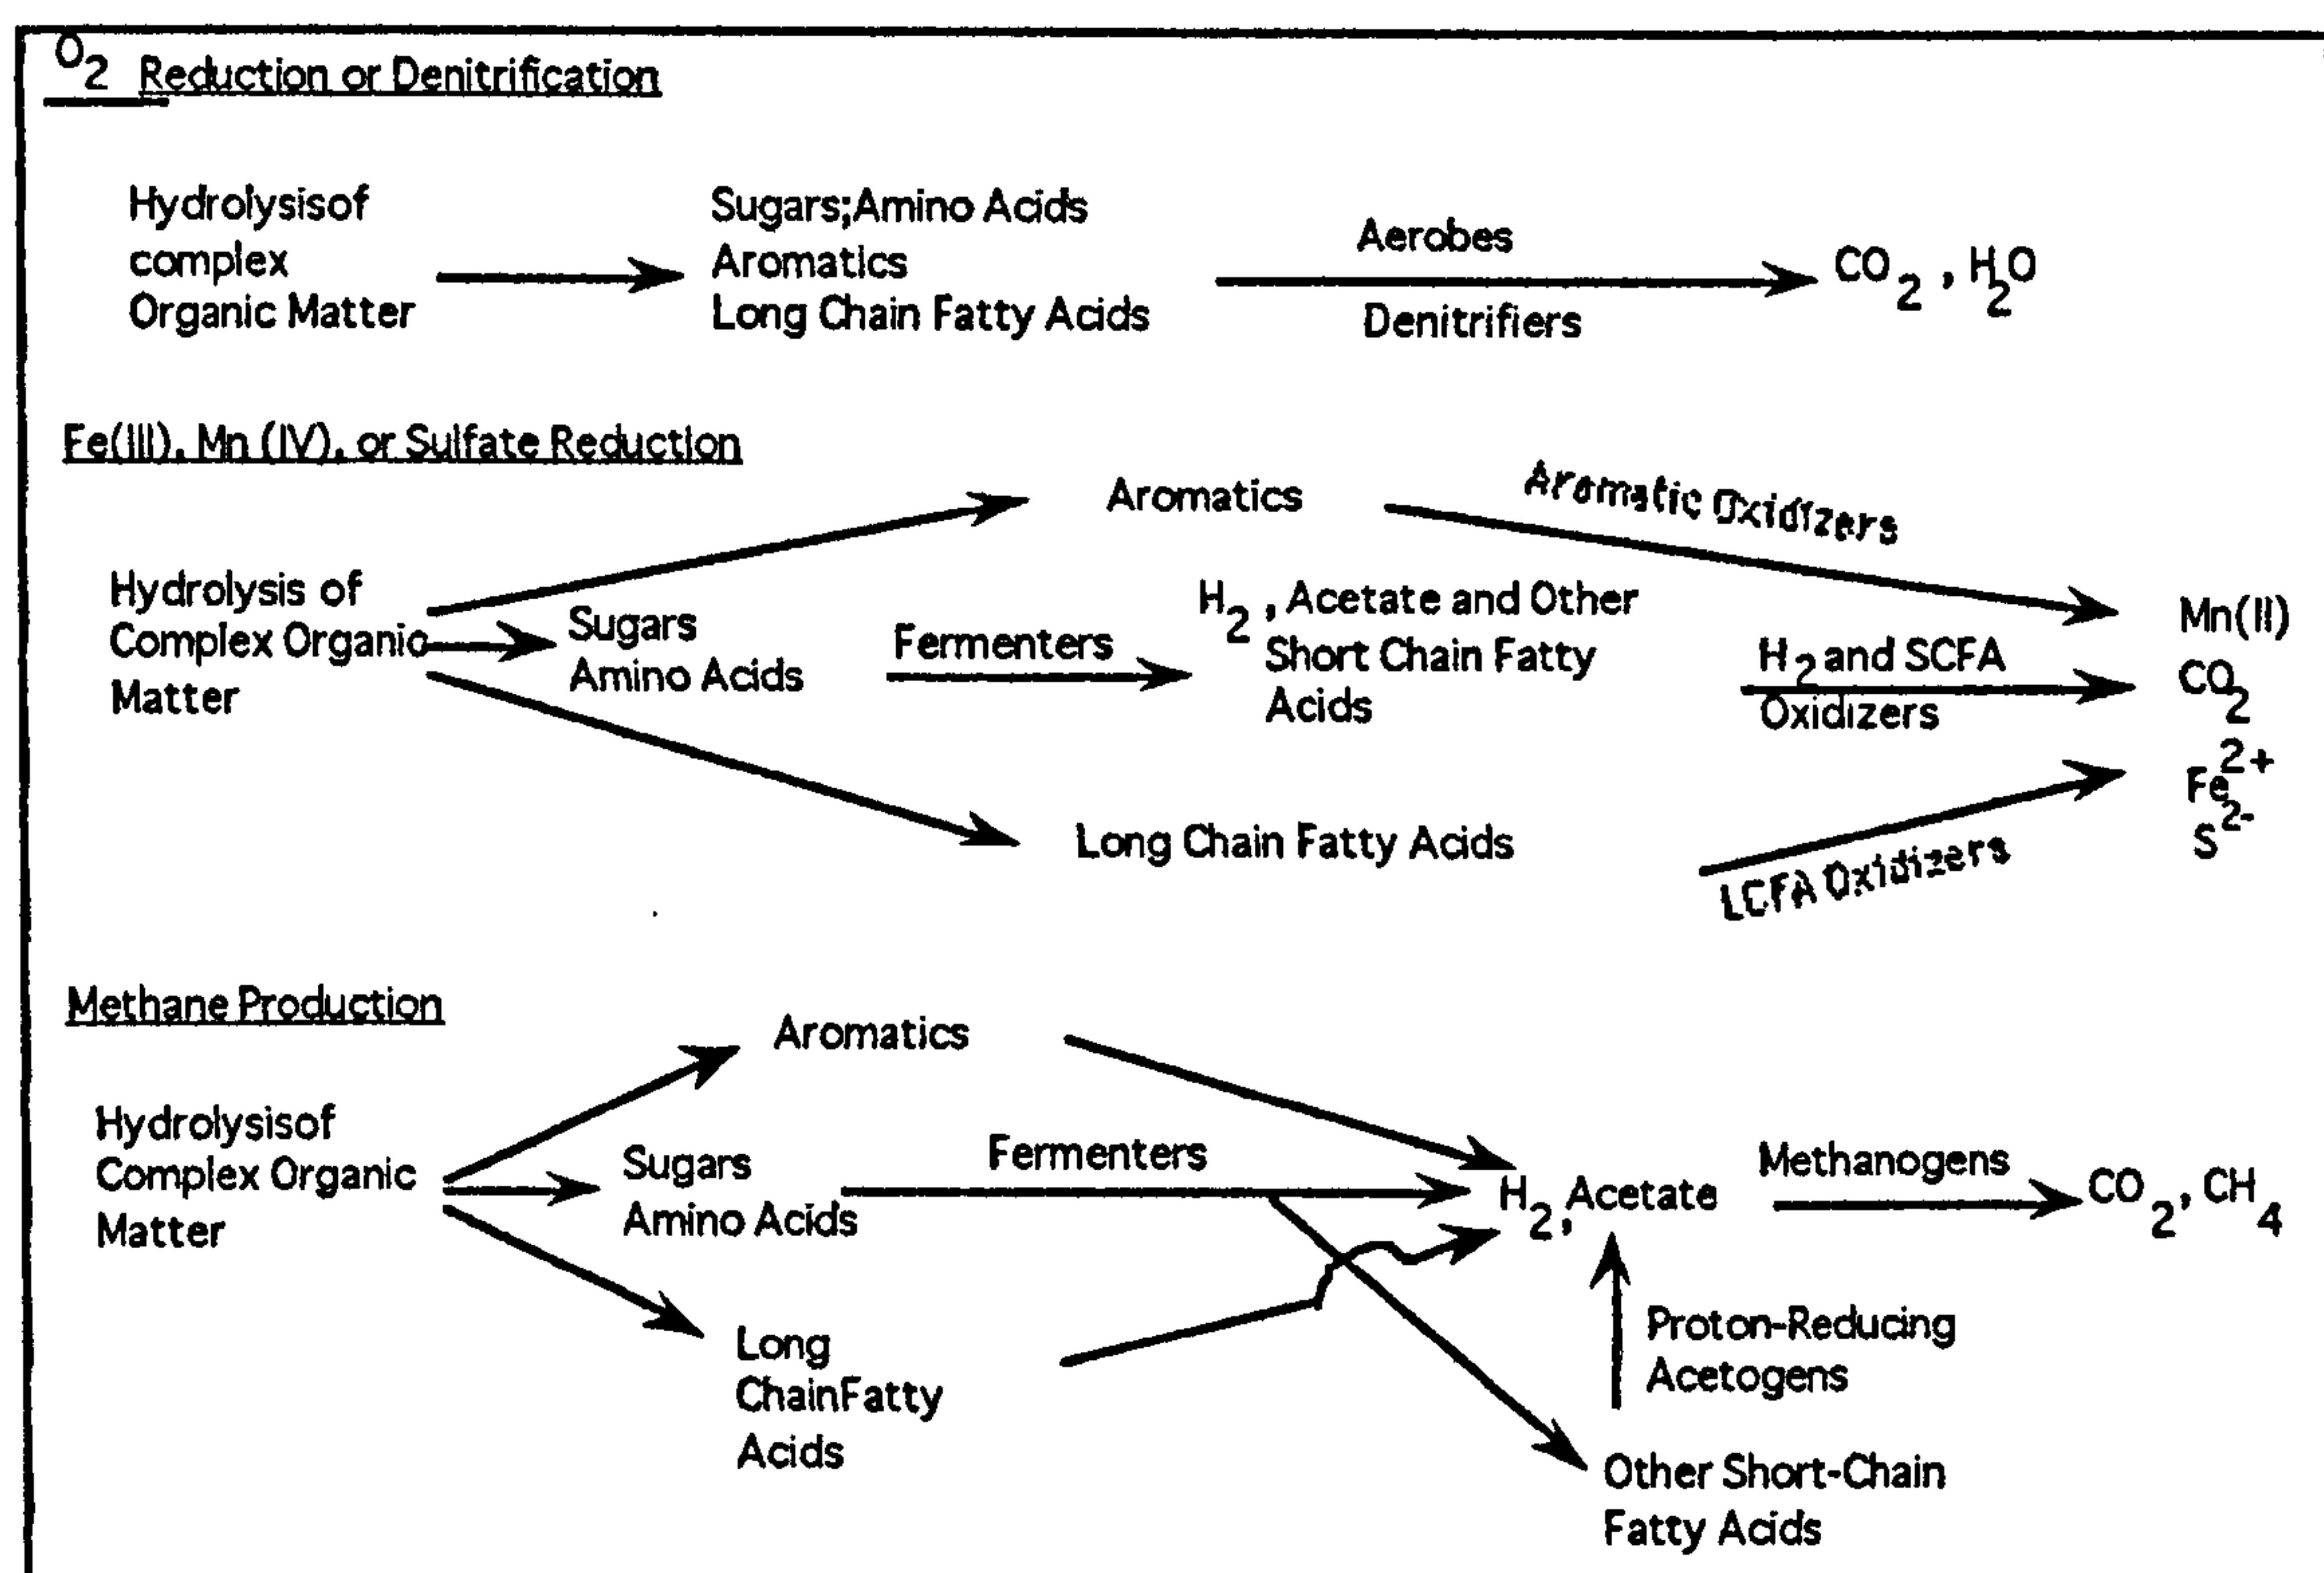 O2 Reduction or Denitrification
Hydrolysisof
complex
Organic Matter
Sugars;Amino Acids
Aromatics
Long Chain Fatty Acids
Aerobes
Denitrifiers
CO2 , H2O
Fe(III). Mn (IV). or Sulfate Reduction
Hydrolysis of
Complex Organic
Matter
Aromatics
Aromatic Oxidizers
Sugars
Amino Acids
Fermenters
H2 , Acetate and Other
Short Chain Fatty
Acids
H2 and SCFA
Oxidizers
Long Chain Fatty Acids
LCFA Oxidizers
Mn(II)
CO2
Fe2+
S2-
Methane Production
Hydrolysisof
Complex Organic
Matter
Aromatics
Sugars
Amino Acids
Fermenters
Long
ChainFatty
Acids
H2, Acetate
Methanogens
CO2, CH4
Proton-Reducing
Acetogens
Other Short-Chain
Fatty Acids